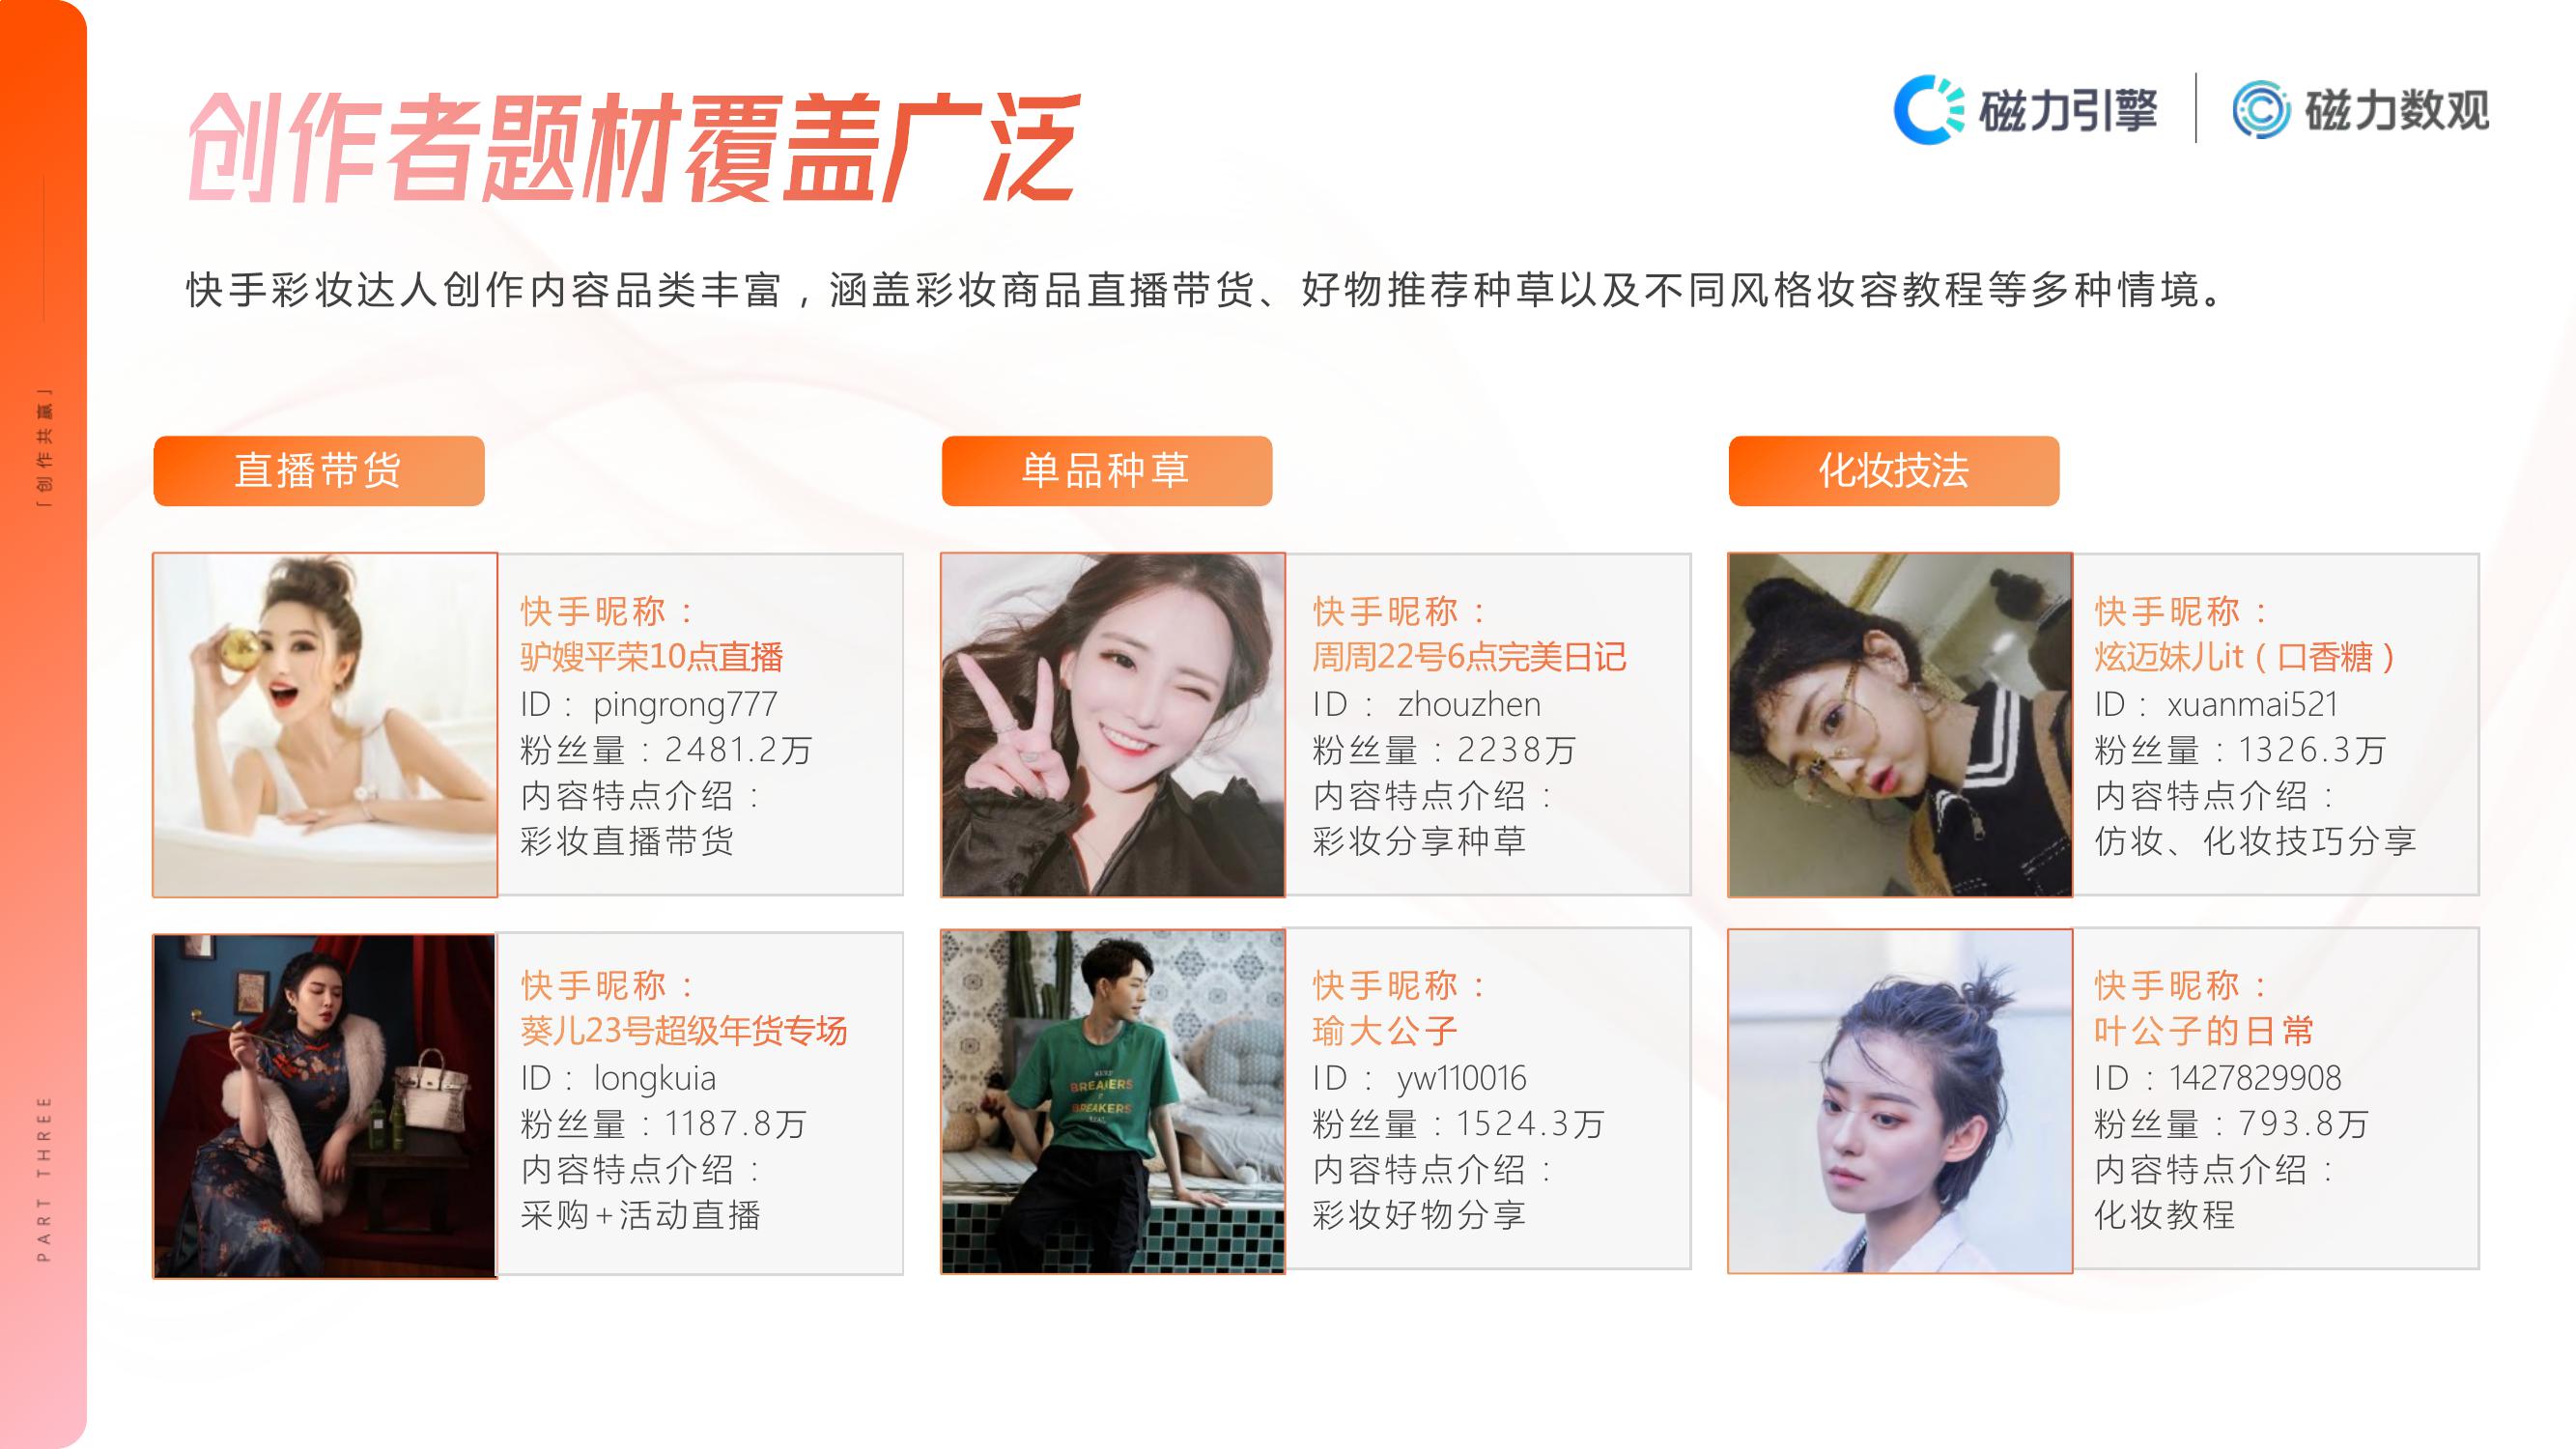 创作者题材覆盖广泛
磁力引擎
磁力数观
快手彩妆达人创作内容品类丰富，涵盖彩妆商品直播带货、好物推荐种草以及不同风格妆容教程等多种情境。
「创作共赢」
PART THREE
直播带货
快手昵称：
驴嫂平荣10点直播
ID： pingrong777
粉丝量：2481.2万
内容特点介绍：
彩妆直播带货
快手昵称：
葵儿23号超级年货专场
ID： longkuia
粉丝量：1187.8万
内容特点介绍：
采购+活动直播
单品种草
快手昵称：
周周22号6点完美日记
ID： zhouzhen
粉丝量：2238万
内容特点介绍：
彩妆分享种草
BREAKERS
BREAKERS
快手昵称：
瑜大公子
ID： yw110016
粉丝量：1524.3万
内容特点介绍：
彩妆好物分享
化妆技法
快手昵称：
炫迈妹儿it（口香糖）
ID：xuanmai521
粉丝量：1326.3万
内容特点介绍：
仿妆、化妆技巧分享
快手昵称：
叶公子的日常
ID：1427829908
粉丝量：793.8万
内容特点介绍：
化妆教程